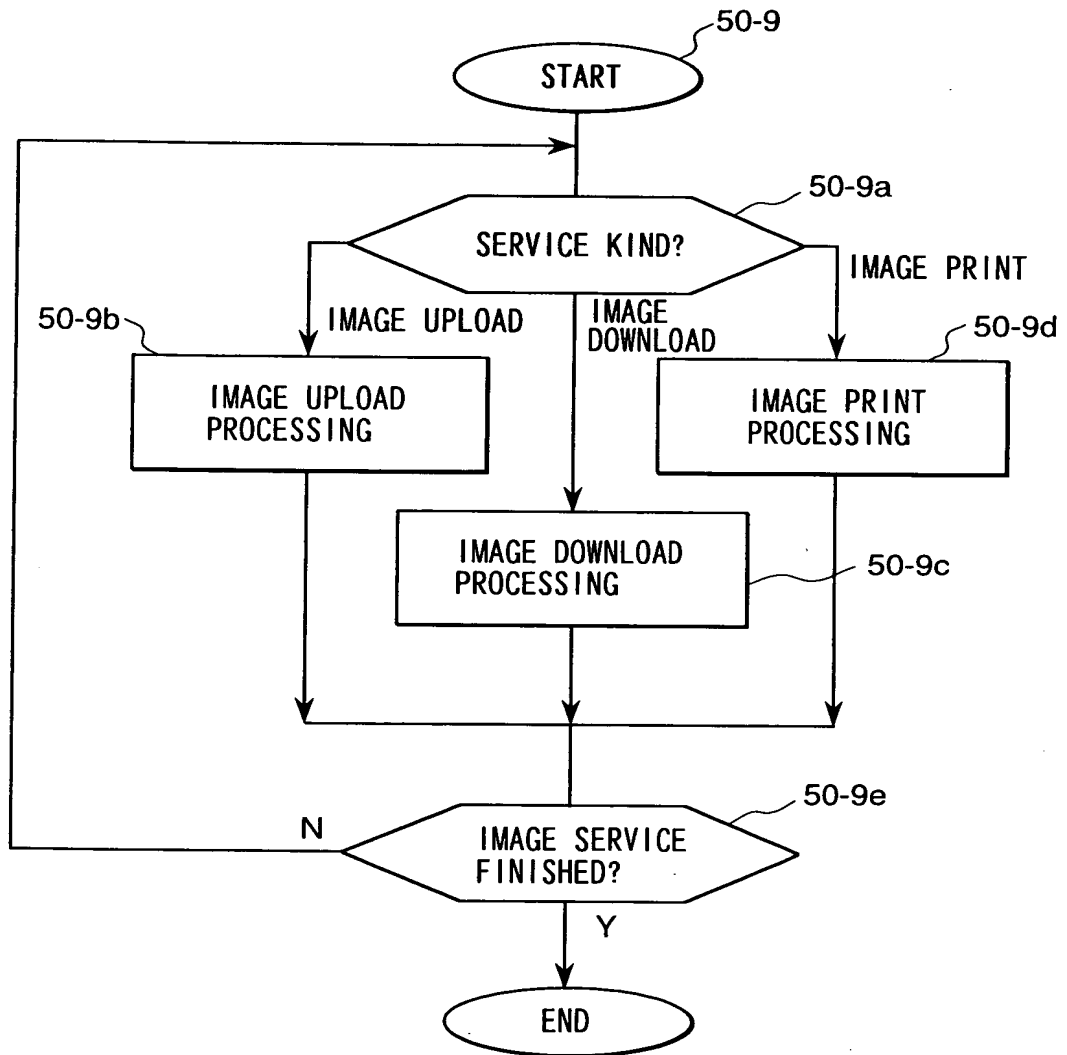 50-9
START
50-9a
SERVICE KIND?
IMAGE PRINT
IMAGE UPLOAD
IMAGE
DOWNLOAD
50-9b
50-9d
IMAGE UPLOAD
PROCESSING
IMAGE PRINT
PROCESSING
IMAGE DOWNLOAD
PROCESSING
50-9c
50-9e
N
IMAGE SERVICE
FINISHED?
Y
END